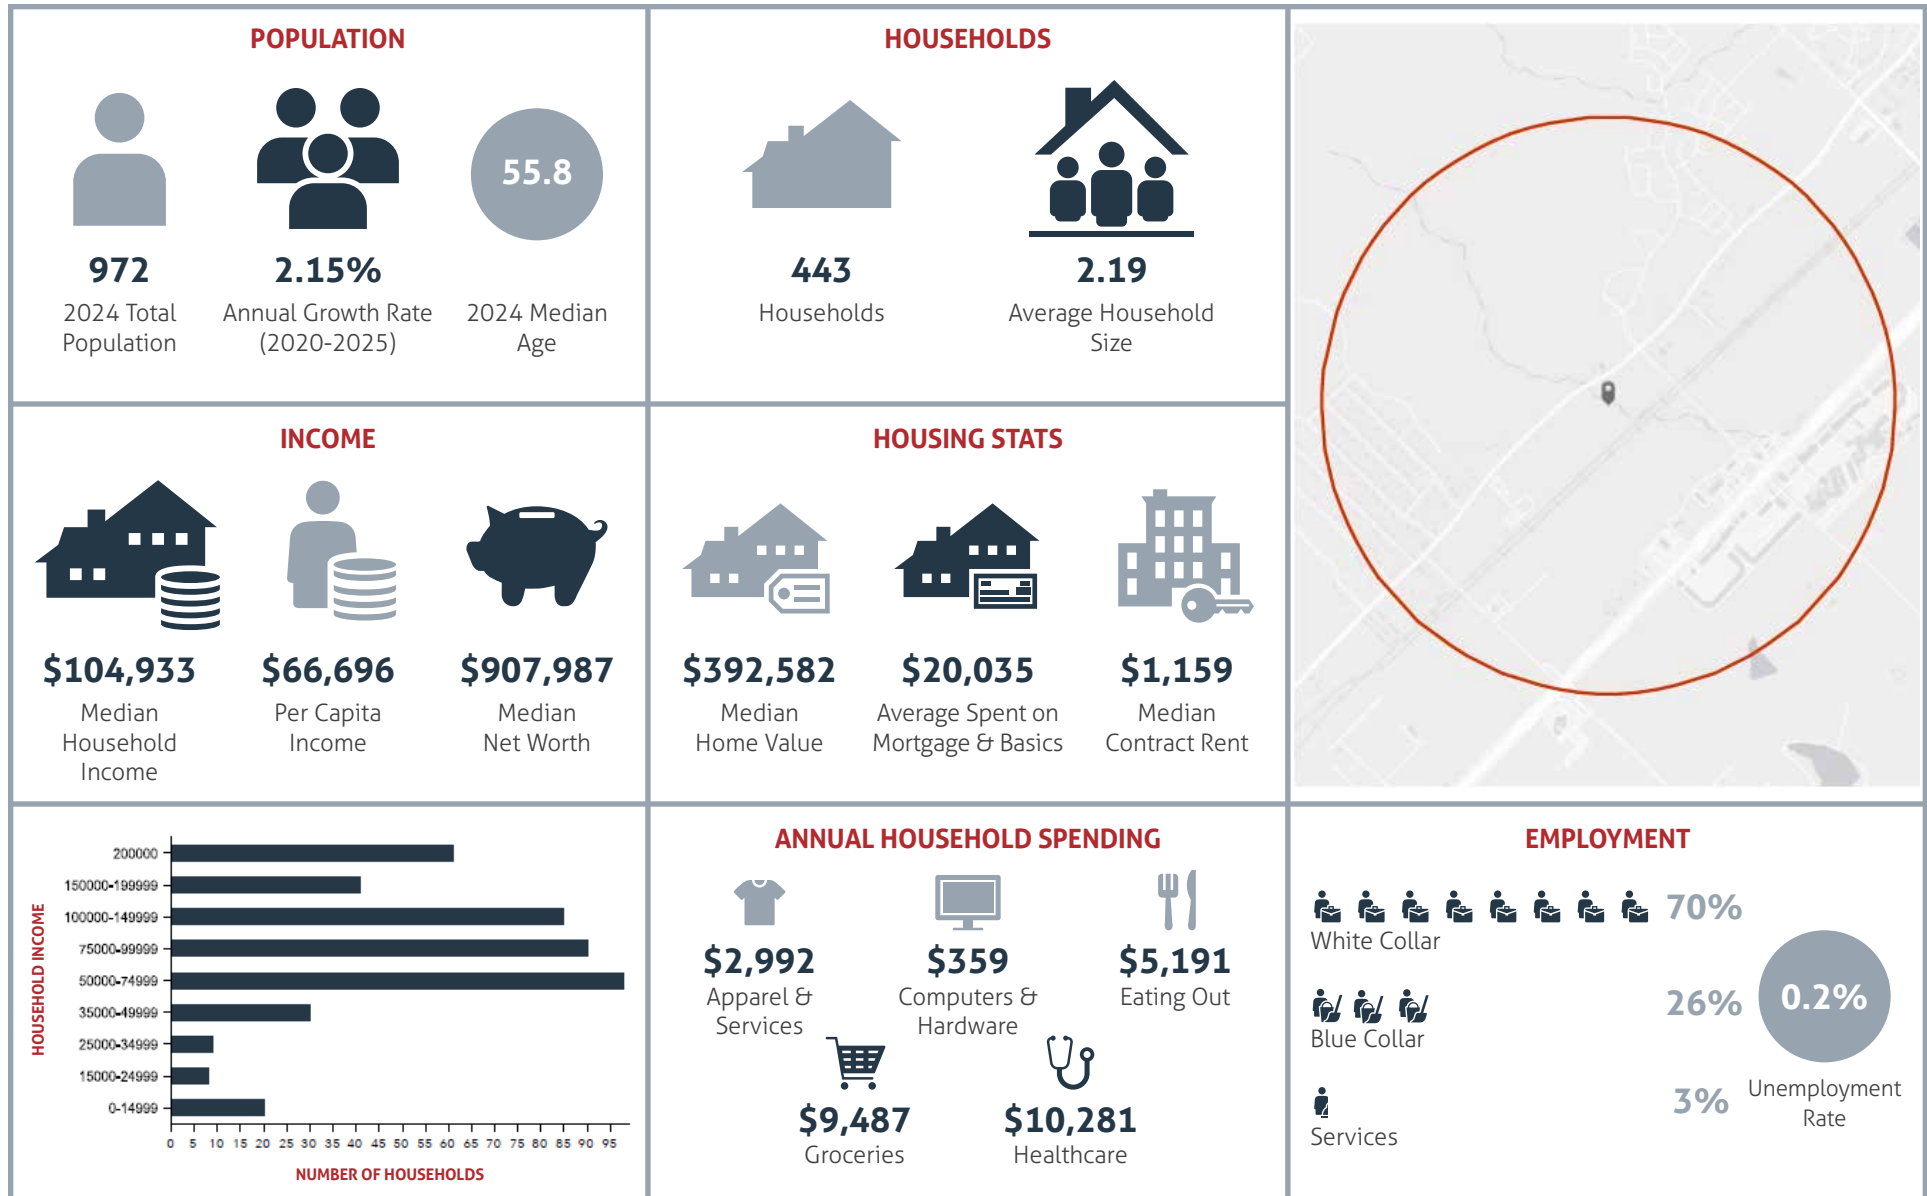 POPULATION
55.8
972
2.15%
2024 Total
Population
Annual Growth Rate
(2020-2025)
2024 Median
Age
HOUSEHOLDS
443
2.19
Households
Average Household
Size
INCOME
$104,933
$66,696
$907,987
Median
Household
Income
Per Capita
Income
Median
Net Worth
HOUSING STATS
$392,582
$20,035
$1,159
Median
Home Value
Average Spent on
Mortgage & Basics
Median
Contract Rent
HOUSEHOLD INCOME
200000
150000-199999
100000-149999
75000-99999
50000-74999
35000-49999
25000-34999
15000-24999
0-14999
0 5 10 15 20 25 30 35 40 45 50 55 60 65 70 75 80 85 90 95
NUMBER OF HOUSEHOLDS
ANNUAL HOUSEHOLD SPENDING
$2,992
$359
$5,191
Apparel &
Services
Computers &
Hardware
Eating Out
$9,487
$10,281
Groceries
Healthcare
EMPLOYMENT
70%
White Collar
26%
Blue Collar
3%
Services
0.2%
Unemployment
Rate